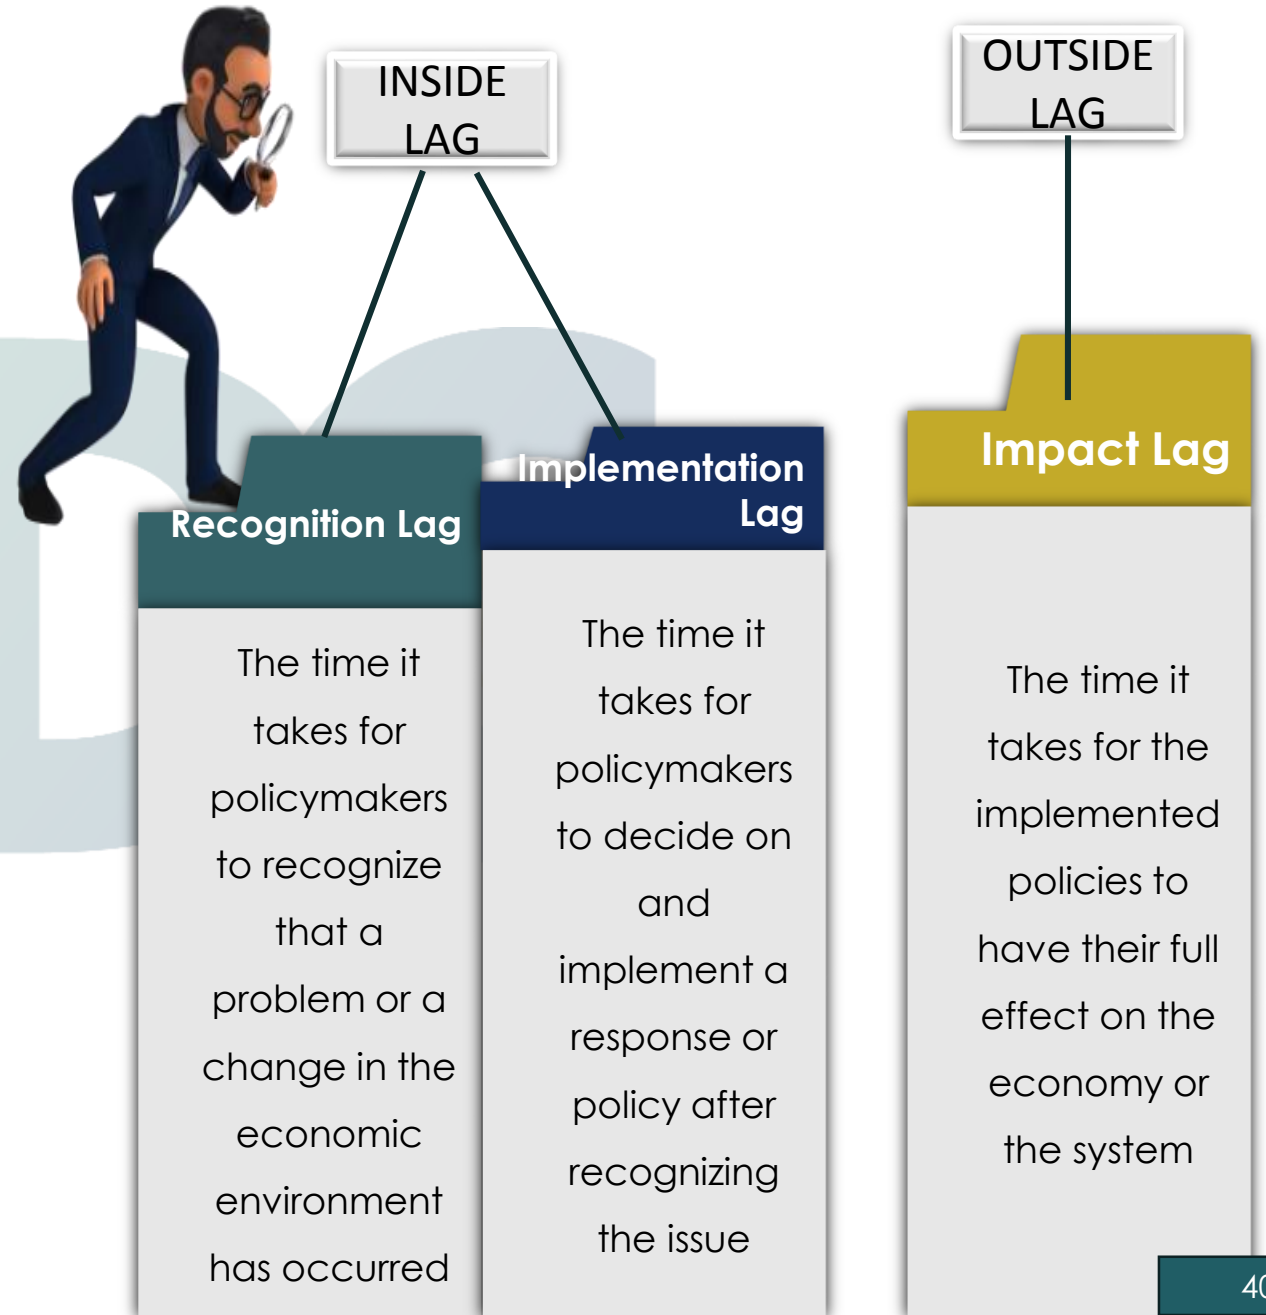 INSIDE
LAG
OUTSIDE
LAG
Recognition Lag
The time it
takes for
policymakers
to recognize
that a
problem or a
change in the
economic
environment
has occurred
Implementation
Lag
The time it
takes for
policymakers
to decide on
and
implement a
response or
policy after
recognizing
the issue
Impact Lag
The time it
takes for the
implemented
policies to
have their full
effect on the
economy or
the system
40